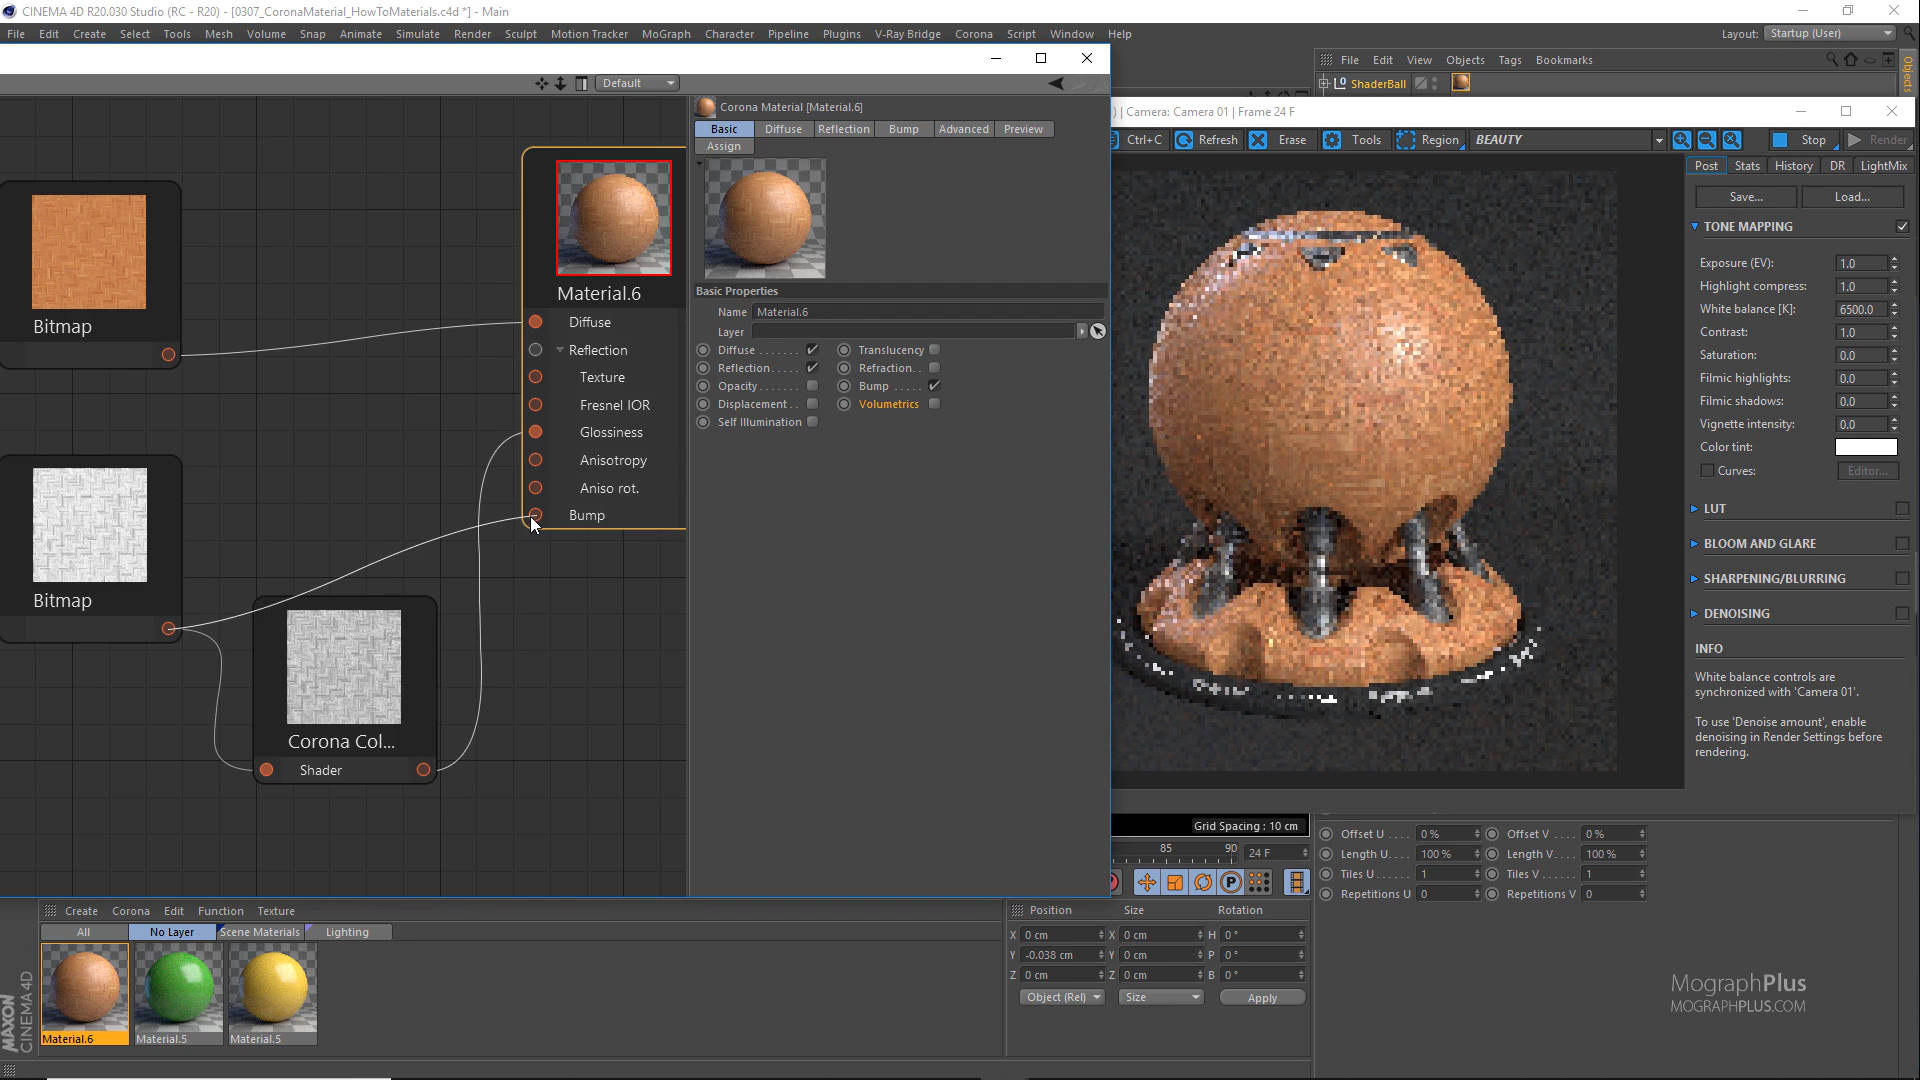 CINEMA 4D R20.030 Studio (RC - R20) - [0307_CoronaMaterial_HowToMaterials.c4d *] - Main
File Edit Create Select Tools Mesh Volume Snap Animate Simulate Render Sculpt Motion Tracker MoGraph Character Pipeline Plugins V-Ray Bridge Corona Script Window Help Layout: Startup (User)
File Edit View Objects Tags Bookmarks
Default
ShaderBall
Objects
Corona Material [Material.6]
| Camera: Camera 01 | Frame 24 F
Basic Diffuse Reflection Bump Advanced Preview
Assign
Ctrl+C Refresh Erase Tools Region BEAUTY Stop Render
Post Stats History DR LightMix
Save... Load...
TONE MAPPING
Exposure (EV): 1.0
Highlight compress: 1.0
White balance [K]: 6500.0
Contrast: 1.0
Saturation: 0.0
Filmic highlights: 0.0
Filmic shadows: 0.0
Vignette intensity: 0.0
Color tint:
Curves: Editor...
LUT
BLOOM AND GLARE
SHARPENING/BLURRING
DENOISING
INFO
White balance controls are
synchronized with 'Camera 01'.
To use 'Denoise amount', enable
denoising in Render Settings before
rendering.
Basic Properties
Name Material.6
Layer
Diffuse . . . . . . . Translucency
Reflection . . . . . Refraction . .
Opacity . . . . . . . Bump . . . . .
Displacement . . Volumetrics
Self Illumination
Bitmap
Material.6
Diffuse
Reflection
Texture
Fresnel IOR
Glossiness
Anisotropy
Aniso rot.
Bump
Bitmap
Corona Col...
Shader
Grid Spacing : 10 cm
85 90 24 F
Offset U . . . . 0 % Offset V . . . . 0 %
Length U. . . . 100 % Length V. . . . 100 %
Tiles U . . . . . 1 Tiles V . . . . . . 1
Repetitions U 0 Repetitions V 0
Create Corona Edit Function Texture
All No Layer Scene Materials Lighting
Material.6 Material.5 Material.5
MAXON
CINEMA 4D
Position Size Rotation
X 0 cm X 0 cm H 0 °
Y -0.038 cm Y 0 cm P 0 °
Z 0 cm Z 0 cm B 0 °
Object (Rel) Size Apply
MographPlus
MOGRAPHPLUS.COM